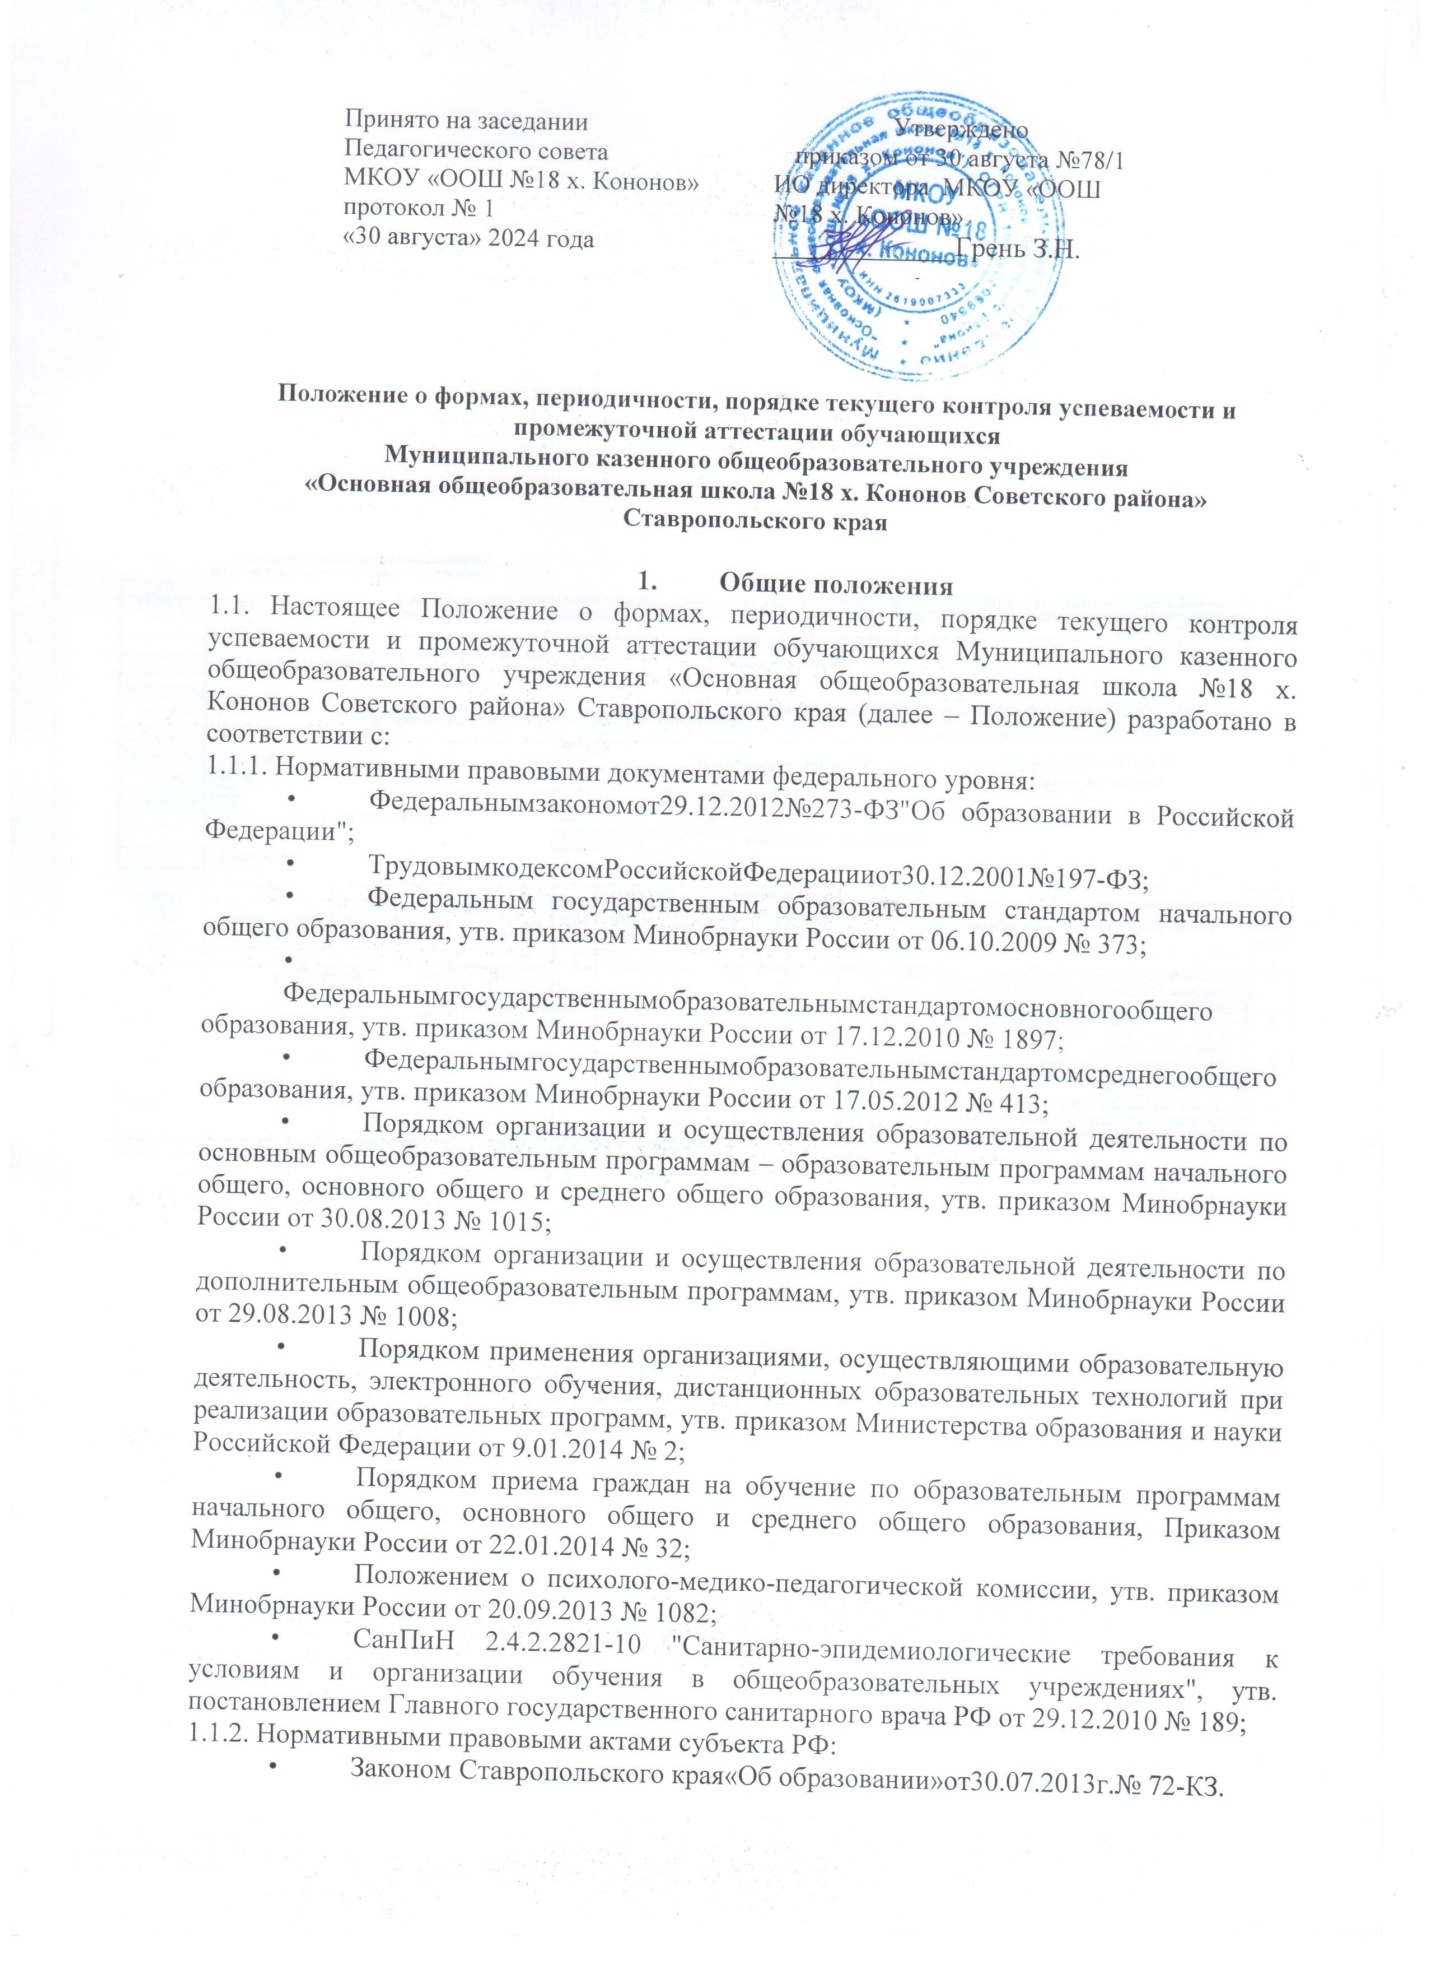 Принято на заседании
Педагогического совета
МКОУ «ООШ №18 х. Кононов»
протокол № 1
«30 августа» 2024 года
Утверждено
приказом от 30 августа №78/1
ИО директора МКОУ «ООШ
№18 х. Кононов»
Грень З.Н.
МКОУ
ООШ №18
х. Кононов»
ИНН 2619007333
Положение о формах, периодичности, порядке текущего контроля успеваемости и
промежуточной аттестации обучающихся
Муниципального казенного общеобразовательного учреждения
«Основная общеобразовательная школа №18 х. Кононов Советского района»
Ставропольского края
1. Общие положения
1.1. Настоящее Положение о формах, периодичности, порядке текущего контроля
успеваемости и промежуточной аттестации обучающихся Муниципального казенного
общеобразовательного учреждения «Основная общеобразовательная школа №18 х.
Кононов Советского района» Ставропольского края (далее – Положение) разработано в
соответствии с:
1.1.1. Нормативными правовыми документами федерального уровня:
• Федеральнымзакономот29.12.2012№273-ФЗ"Об образовании в Российской
Федерации";
• ТрудовымкодексомРоссийскойФедерацииот30.12.2001№197-ФЗ;
• Федеральным государственным образовательным стандартом начального
общего образования, утв. приказом Минобрнауки России от 06.10.2009 № 373;
•
Федеральнымгосударственнымобразовательнымстандартомосновногообщего
образования, утв. приказом Минобрнауки России от 17.12.2010 № 1897;
• Федеральнымгосударственнымобразовательнымстандартомсреднегообщего
образования, утв. приказом Минобрнауки России от 17.05.2012 № 413;
• Порядком организации и осуществления образовательной деятельности по
основным общеобразовательным программам – образовательным программам начального
общего, основного общего и среднего общего образования, утв. приказом Минобрнауки
России от 30.08.2013 № 1015;
• Порядком организации и осуществления образовательной деятельности по
дополнительным общеобразовательным программам, утв. приказом Минобрнауки России
от 29.08.2013 № 1008;
• Порядком применения организациями, осуществляющими образовательную
деятельность, электронного обучения, дистанционных образовательных технологий при
реализации образовательных программ, утв. приказом Министерства образования и науки
Российской Федерации от 9.01.2014 № 2;
• Порядком приема граждан на обучение по образовательным программам
начального общего, основного общего и среднего общего образования, Приказом
Минобрнауки России от 22.01.2014 № 32;
• Положением о психолого-медико-педагогической комиссии, утв. приказом
Минобрнауки России от 20.09.2013 № 1082;
• СанПиН 2.4.2.2821-10 "Санитарно-эпидемиологические требования к
условиям и организации обучения в общеобразовательных учреждениях", утв.
постановлением Главного государственного санитарного врача РФ от 29.12.2010 № 189;
1.1.2. Нормативными правовыми актами субъекта РФ:
• Законом Ставропольского края«Об образовании»от30.07.2013г.№ 72-КЗ.